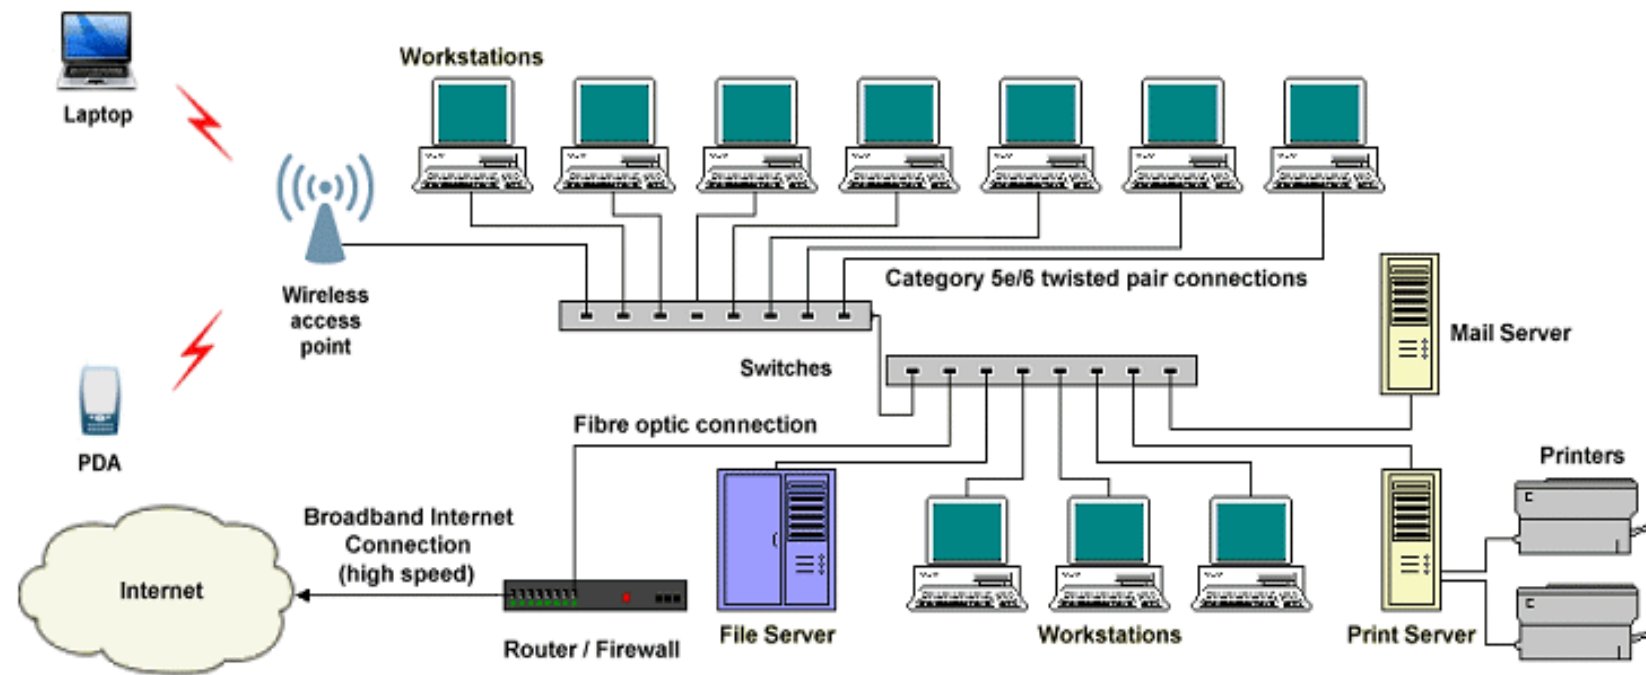 Workstations
Laptop
Category 5e/6 twisted pair connections
Wireless
access
point
Mail Server
Switches
Fibre optic connection
PDA
Printers
Broadband Internet
Connection
(high speed)
Internet
File Server
Workstations
Print Server
Router / Firewall